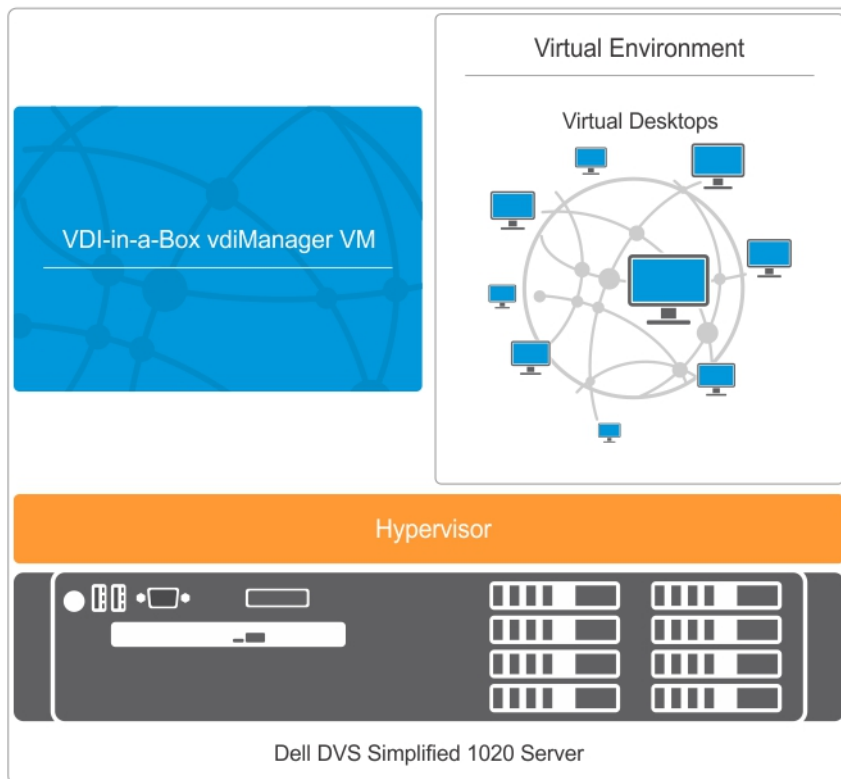 Virtual Environment
Virtual Desktops
VDI-in-a-Box vdiManager VM
Hypervisor
Dell DVS Simplified 1020 Server